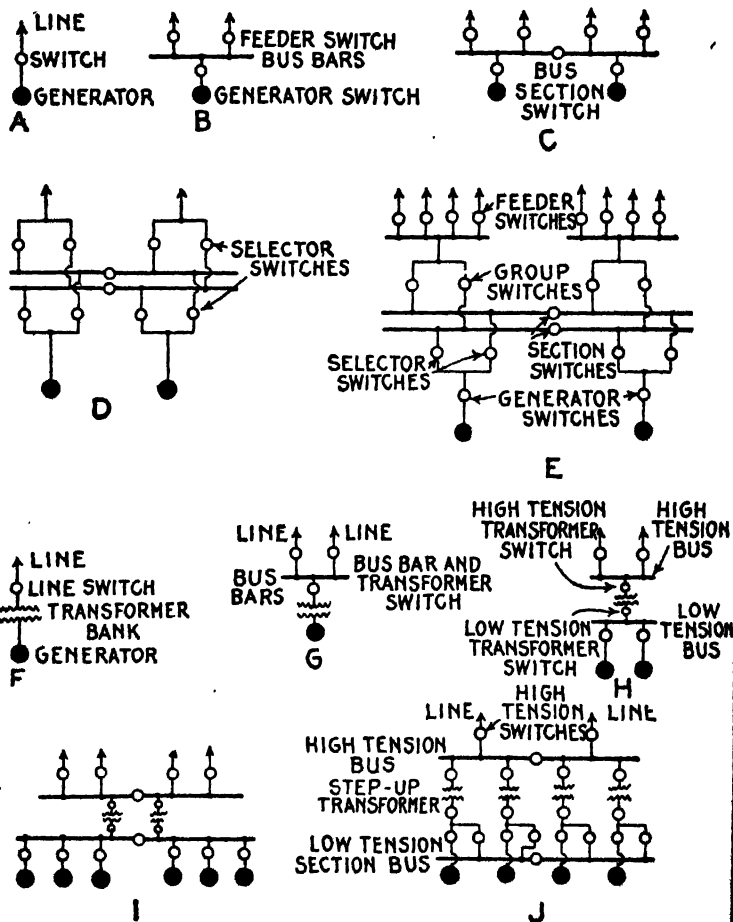 LINE
SWITCH
GENERATOR
A
FEEDER SWITCH
BUS BARS
GENERATOR SWITCH
B
BUS
SECTION
SWITCH
C
SELECTOR
SWITCHES
D
FEEDER
SWITCHES
GROUP
SWITCHES
SELECTOR
SWITCHES
SECTION
SWITCHES
GENERATOR
SWITCHES
E
LINE
LINE SWITCH
TRANSFORMER
BANK
GENERATOR
F
LINE LINE
BUS
BARS
BUS BAR AND
TRANSFORMER
SWITCH
G
HIGH TENSION
TRANSFORMER
SWITCH
HIGH
TENSION
BUS
LOW TENSION
TRANSFORMER
SWITCH
LOW
TENSION
BUS
H
I
LINE
HIGH
TENSION
SWITCHES
LINE
HIGH TENSION
BUS
STEP-UP
TRANSFORMER
LOW TENSION
SECTION BUS
J